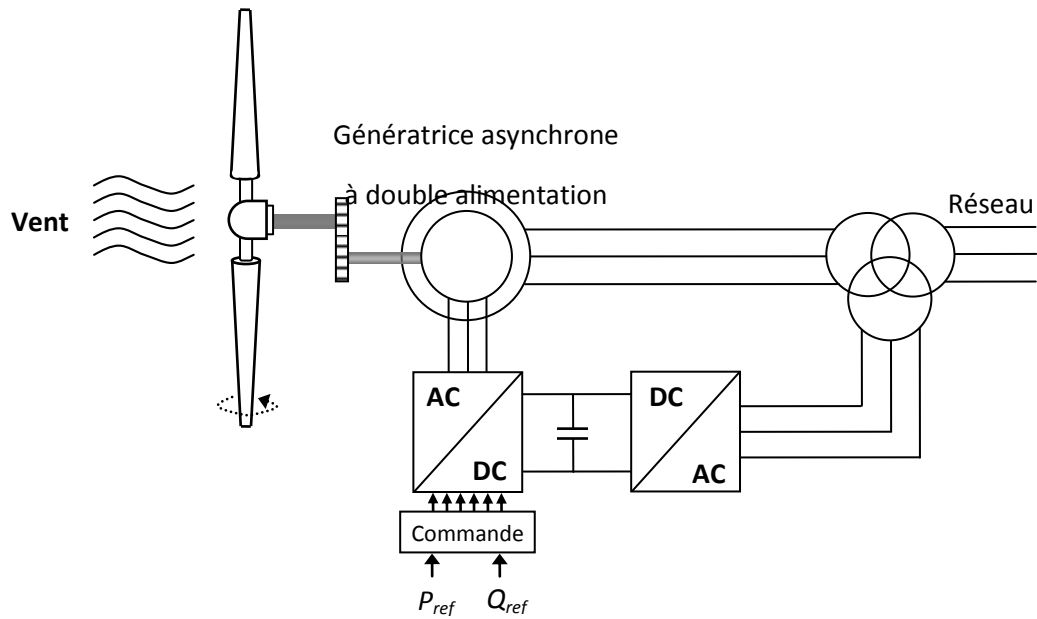 Génératrice asynchrone
à double alimentation
Vent
Réseau
AC
DC
DC
AC
Commande
Pref
Qref